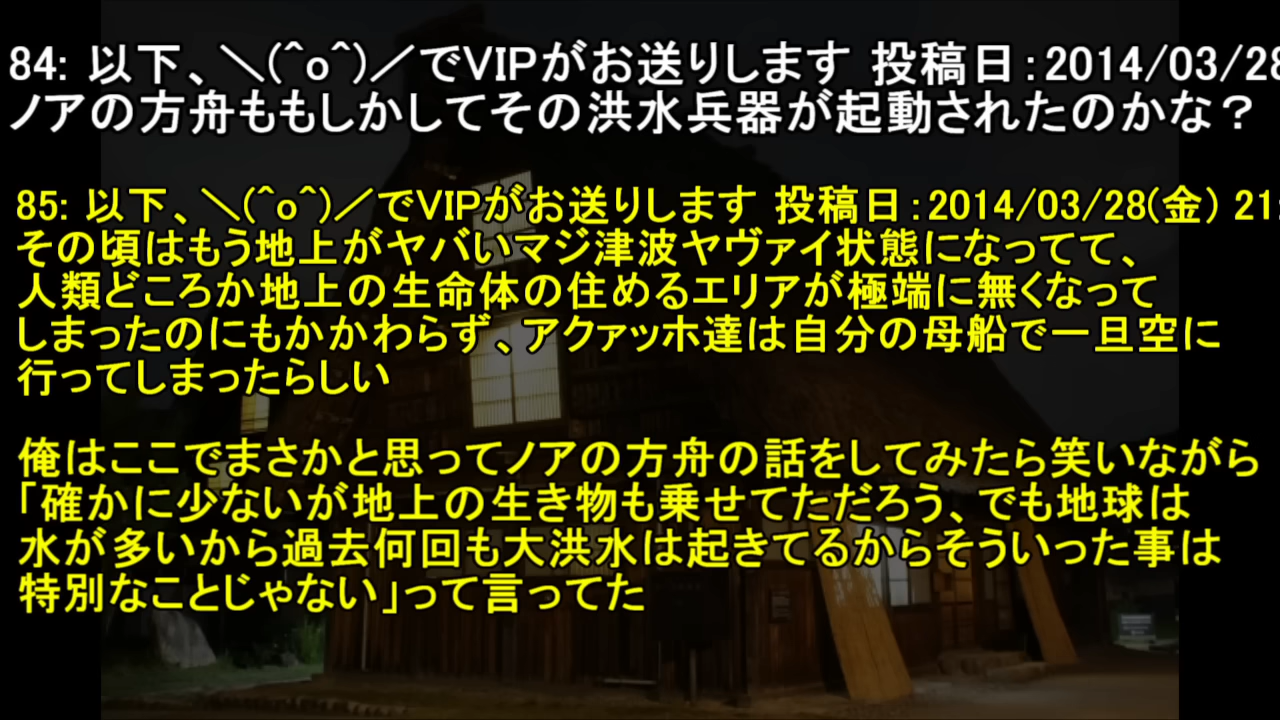 84: 以下、＼(^o^)／でVIPがお送りします 投稿日：2014/03/28
ノアの方舟ももしかしてその洪水兵器が起動されたのかな？
85: 以下、＼(^o^)／でVIPがお送りします 投稿日：2014/03/28(金) 21:
その頃はもう地上がヤバいマジ津波ヤヴァイ状態になってて、
人類どころか地上の生命体の住めるエリアが極端に無くなって
しまったのにもかかわらず、アクァッホ達は自分の母船で一旦空に
行ってしまったらしい
俺はここでまさかと思ってノアの方舟の話をしてみたら笑いながら
「確かに少ないが地上の生き物も乗せてただろう、でも地球は
水が多いから過去何回も大洪水は起きてるからそういった事は
特別なことじゃない」って言ってた